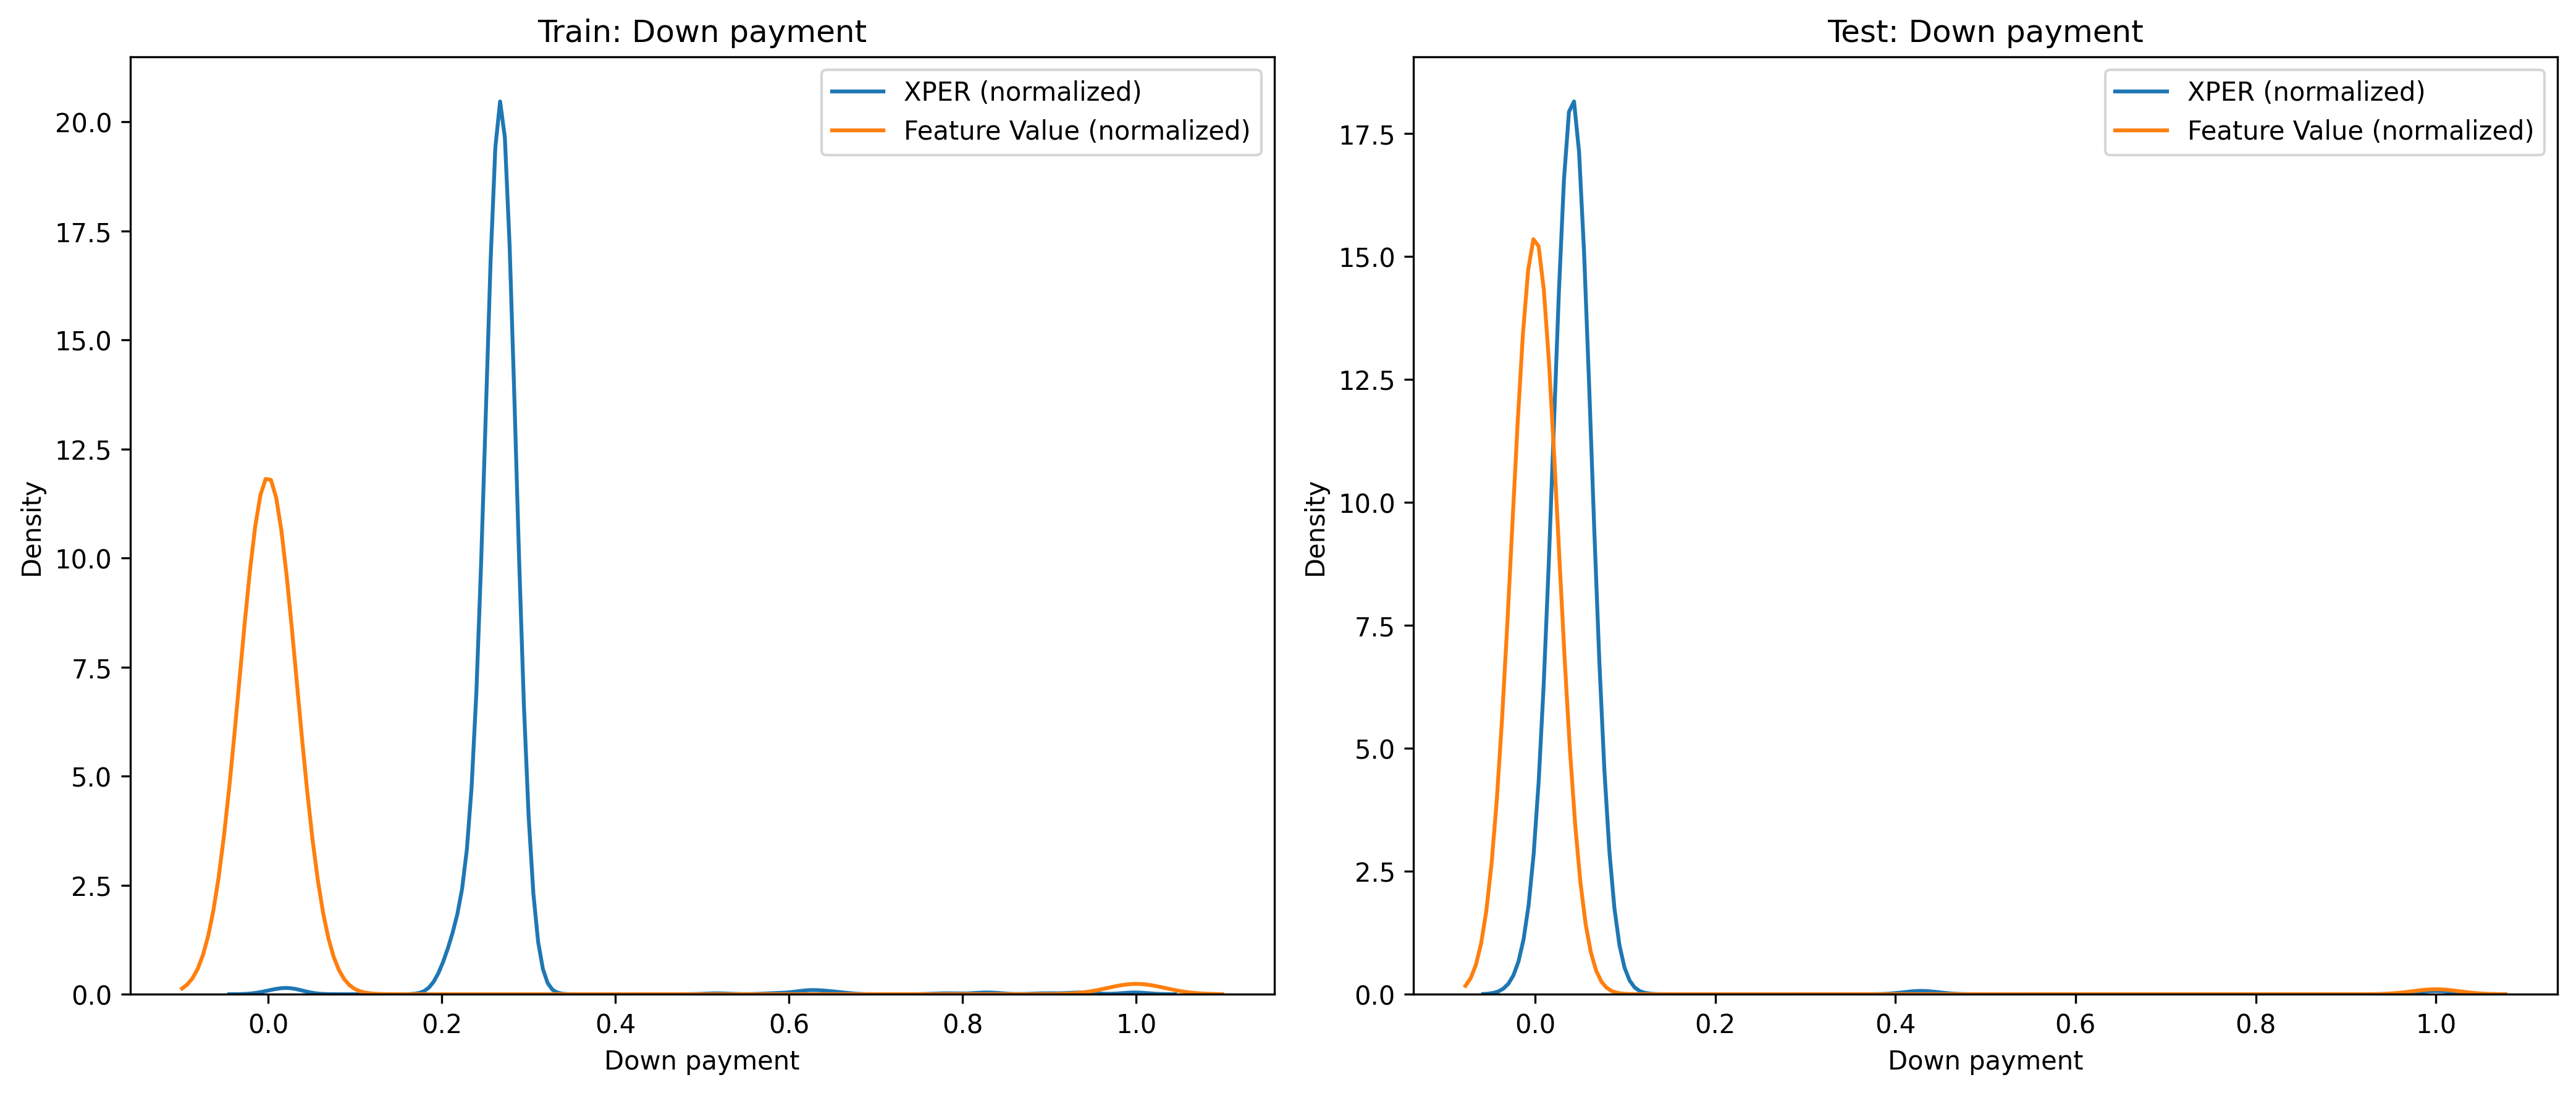 Train: Down payment
XPER (normalized)
Feature Value (normalized)
20.0
17.5
15.0
12.5
10.0
7.5
5.0
2.5
0.0
Density
0.0 0.2 0.4 0.6 0.8 1.0
Down payment
Test: Down payment
XPER (normalized)
Feature Value (normalized)
17.5
15.0
12.5
10.0
7.5
5.0
2.5
0.0
Density
0.0 0.2 0.4 0.6 0.8 1.0
Down payment